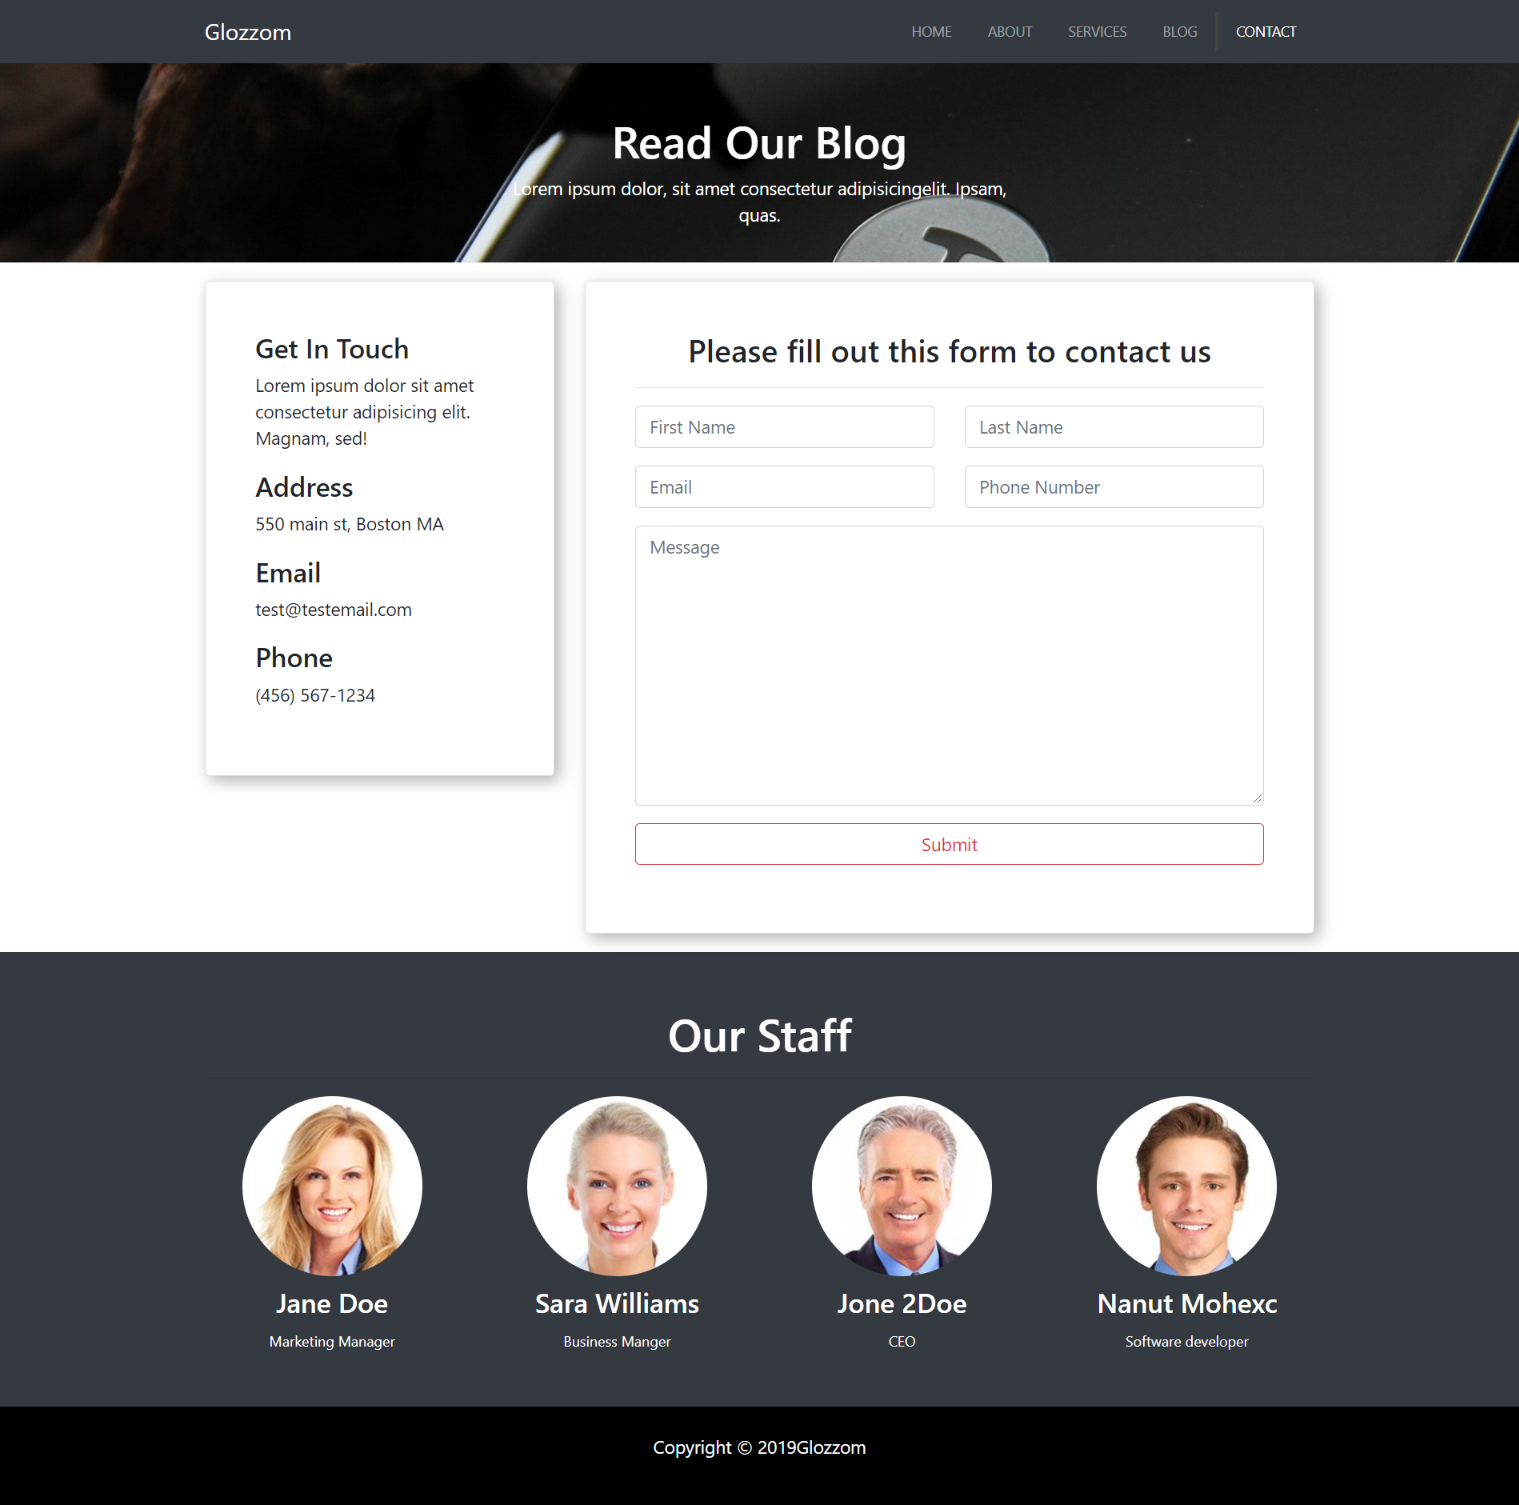 Glozzom
HOME
ABOUT
SERVICES
BLOG
CONTACT
Read Our Blog
Lorem ipsum dolor, sit amet consectetur adipisicingelit. Ipsam,
quas.
Get In Touch
Lorem ipsum dolor sit amet
consectetur adipisicing elit.
Magnam, sed!
Address
550 main st, Boston MA
Email
test@testemail.com
Phone
(456) 567-1234
Please fill out this form to contact us
First Name
Last Name
Email
Phone Number
Message
Submit
Our Staff
Jane Doe
Marketing Manager
Sara Williams
Business Manger
Jone 2Doe
CEO
Nanut Mohexc
Software developer
Copyright © 2019Glozzom